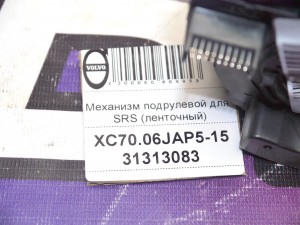 VOLVO
Механизм подрулевой для
SRS (ленточный)
XC70.06JAP5-15
31313083